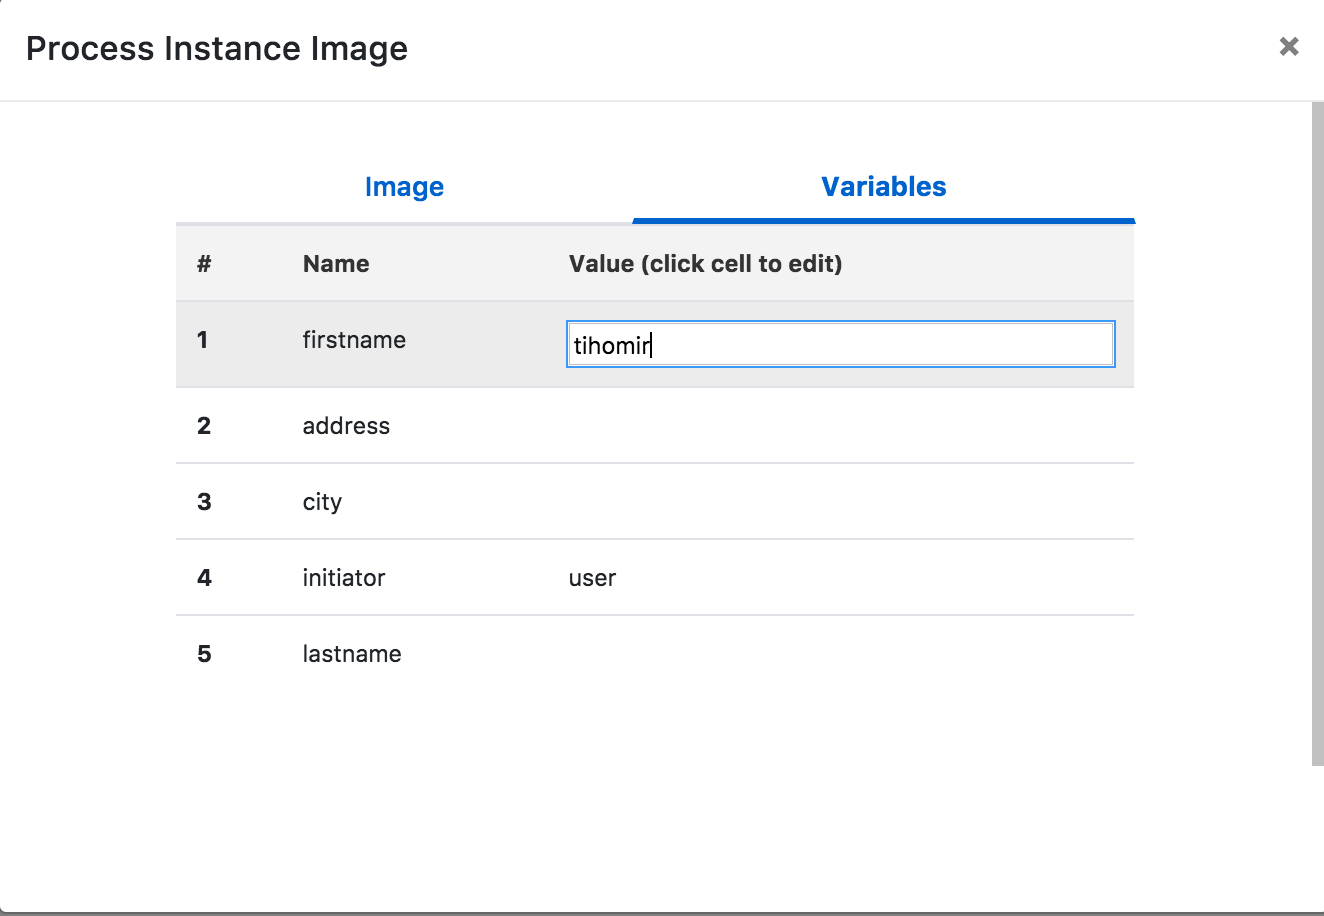 Process Instance Image
Image Variables
# Name Value (click cell to edit)
1 firstname tihomir
2 address
3 city
4 initiator user
5 lastname